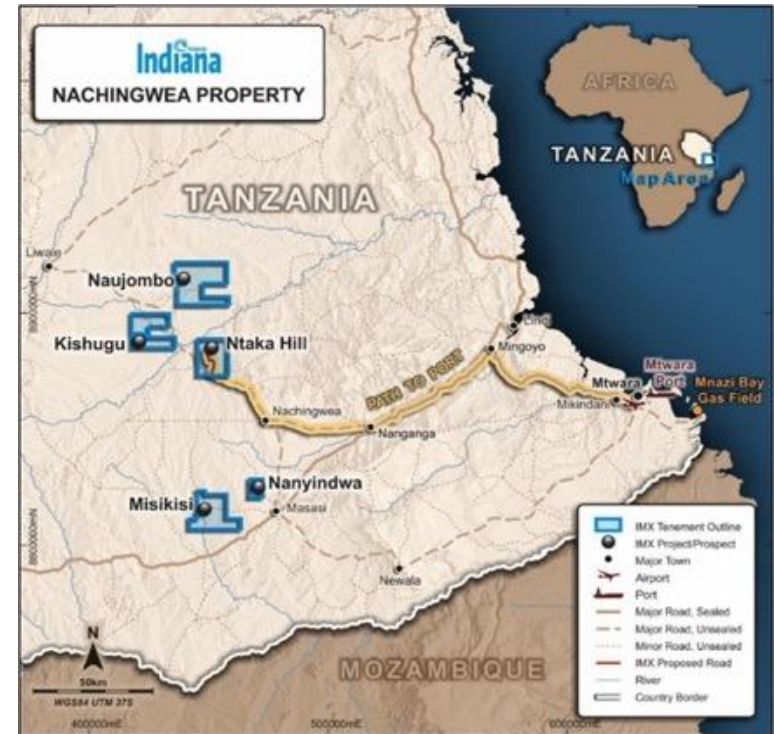 Indiana
NACHINGWEA PROPERTY
AFRICA
TANZANIA
Map Area
TANZANIA
Liwale
Naujombo
Kishugu
Ntaka Hill
Lindi
Mingoyo
PATH TO PORT
Mtwara
Mtwara
Port
Mikindani
Mnazi Bay
Gas Field
Nachingwea
Nanganga
Nanyindwa
Misikisi
Masasi
Newala
MOZAMBIQUE
N
50km
WGS84 UTM 37S
400000mE
500000mE
600000mE
IMX Tenement Outline
IMX Project/Prospect
Major Town
Airport
Port
Major Road, Sealed
Major Road, Unsealed
Minor Road, Unsealed
IMX Proposed Road
River
Country Border